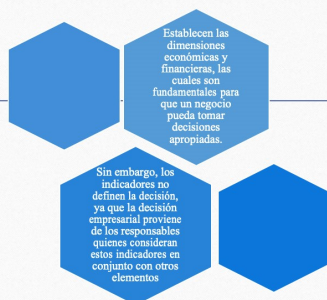 Establecen las
dimensiones
económicas y
financieras, las
cuales son
fundamentales para
que un negocio
pueda tomar
decisiones
apropiadas.
Sin embargo, los
indicadores no
definen la decisión,
ya que la decisión
empresarial proviene
de los responsables
quienes consideran
estos indicadores en
conjunto con otros
elementos